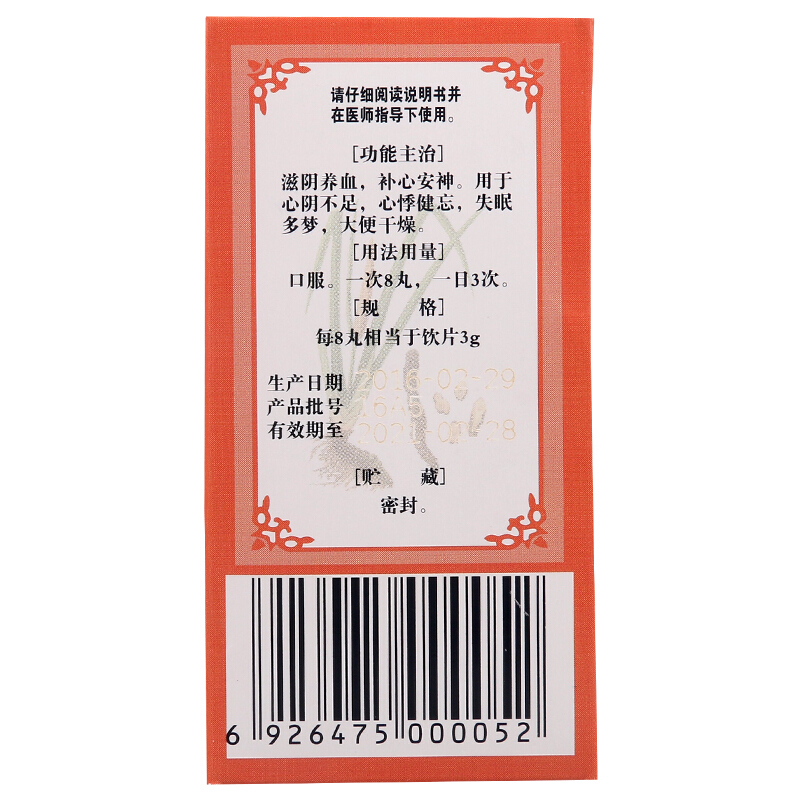 请仔细阅读说明书并
在医师指导下使用。
[功能主治]
滋阴养血，补心安神。用于
心阴不足，心悸健忘，失眠
多梦，大便干燥。
[用法用量]
口服。一次8丸，一日3次。
[规 格]
每8丸相当于饮片3g
生产日期 2016-02-29
产品批号
有效期至
[贮 藏]
密封。
6 926475 000052